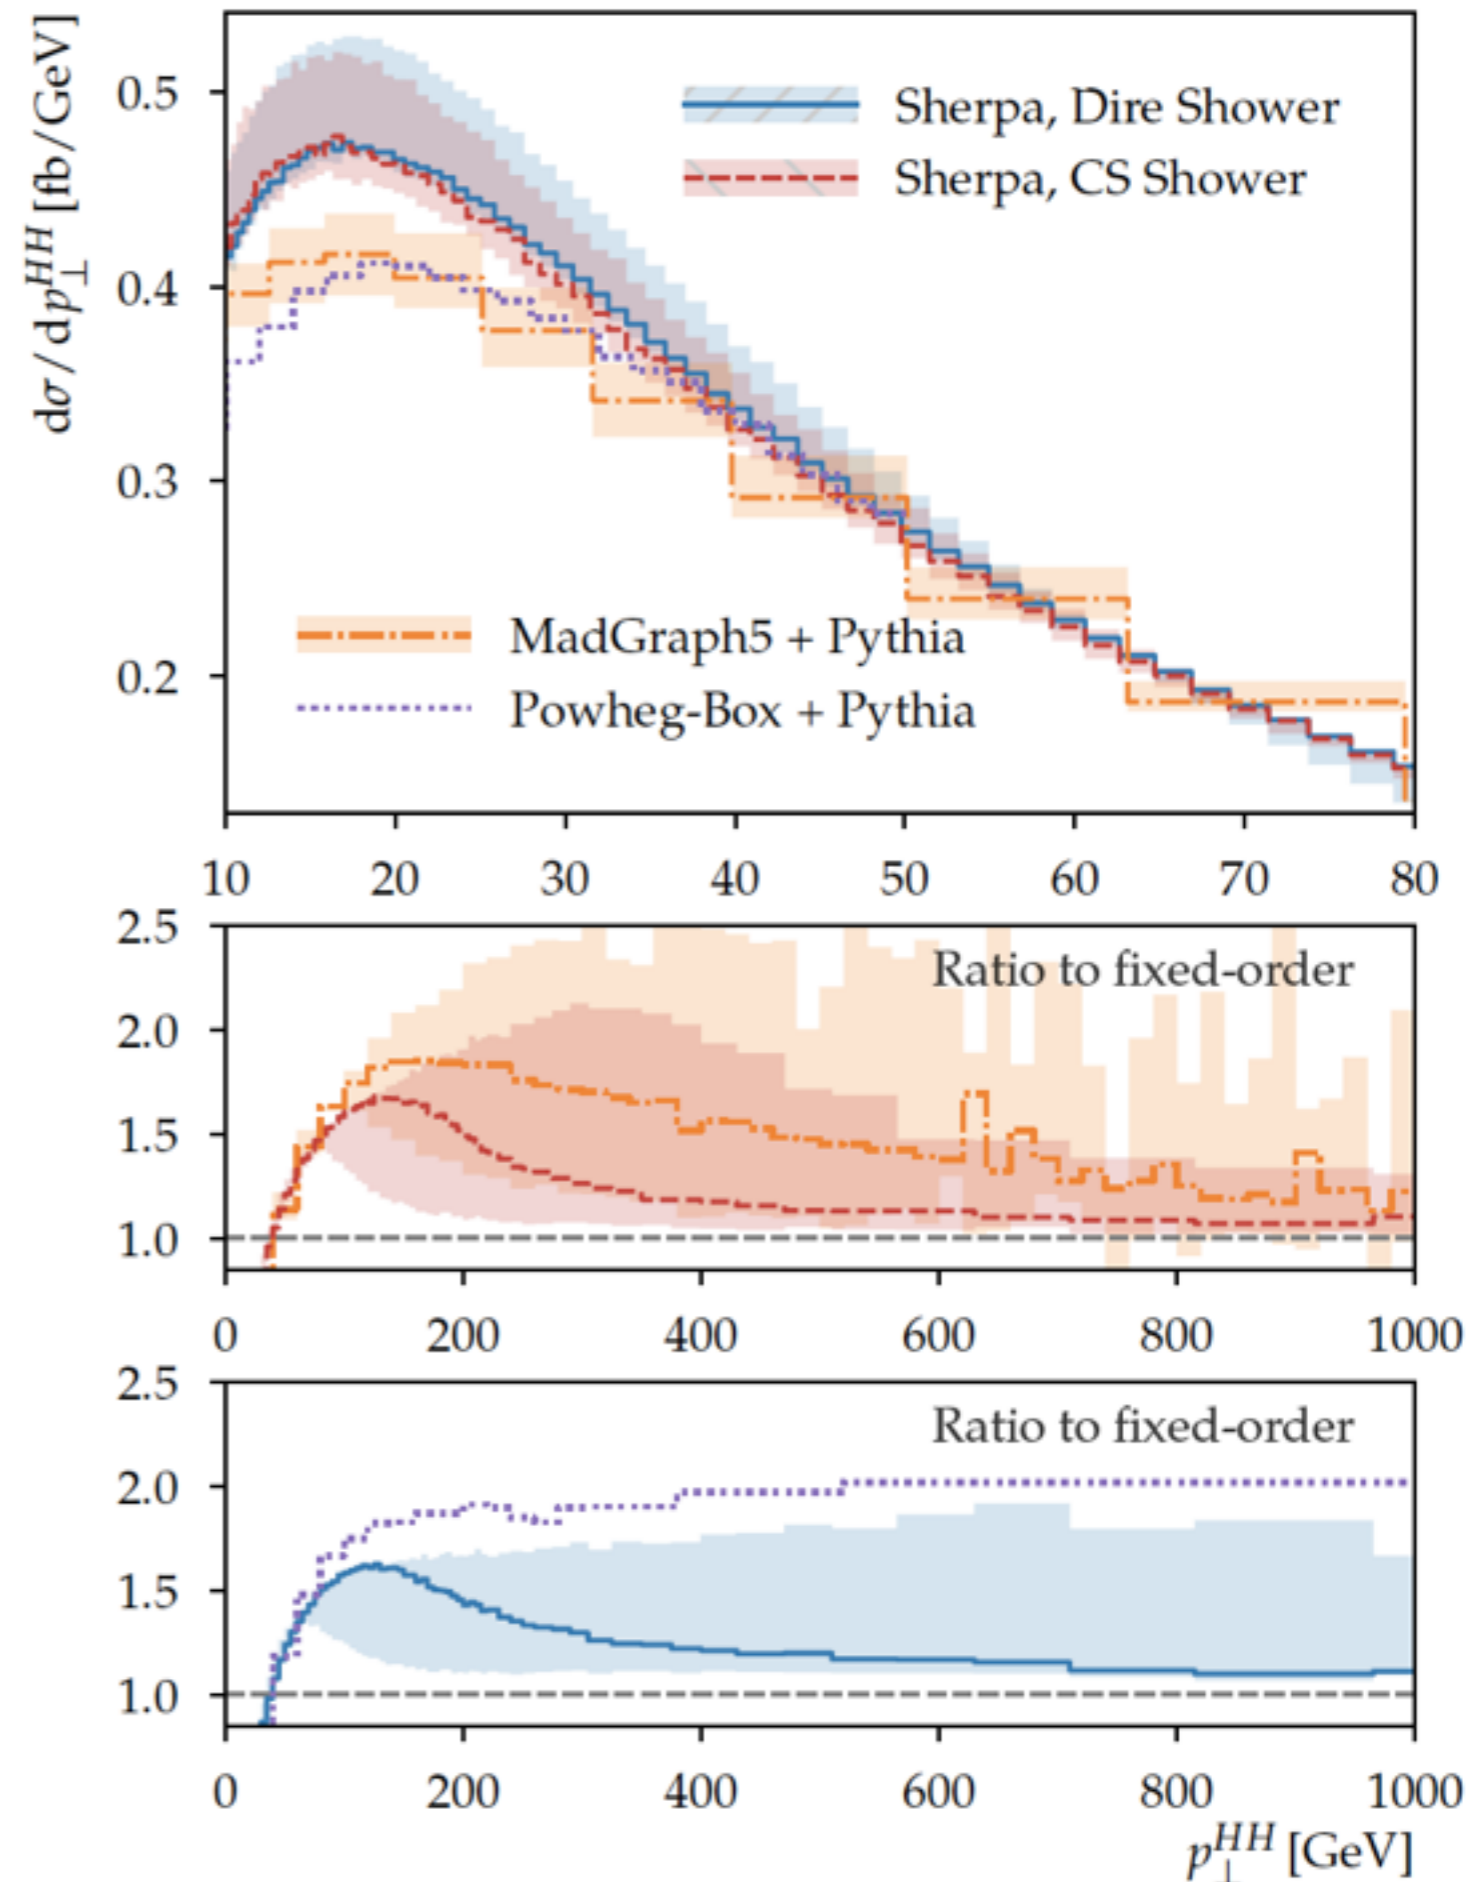 dσ / dp⊥^HH [fb/GeV]
0.5
0.4
0.3
0.2
Sherpa, Dire Shower
Sherpa, CS Shower
MadGraph5 + Pythia
Powheg-Box + Pythia
10 20 30 40 50 60 70 80
2.5
2.0
1.5
1.0
Ratio to fixed-order
0 200 400 600 800 1000
2.5
2.0
1.5
1.0
Ratio to fixed-order
0 200 400 600 800 1000
p⊥^HH [GeV]